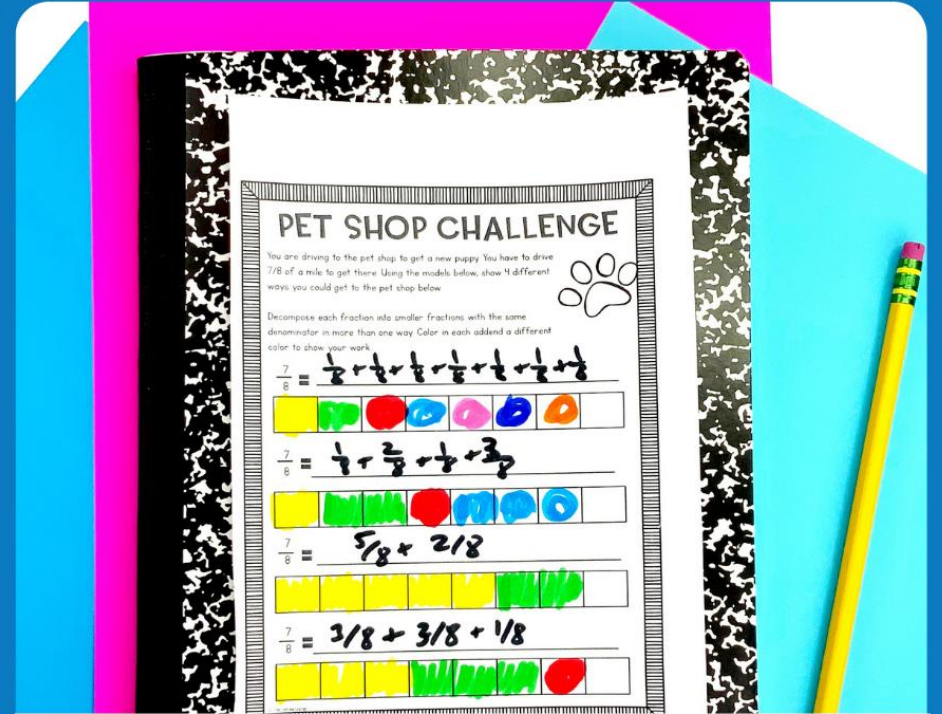 PET SHOP CHALLENGE
You are driving to the pet shop to get a new puppy You have to drive
7/8 of a mile to get there Using the models below, show 4 different
ways you could get to the pet shop below
Decompose each fraction into smaller fractions with the same
denominator in more than one way Color in each addend a different
color to show your work
7/8 = 1/8 + 1/8 + 1/8 + 1/8 + 1/8 + 1/8 + 1/8
7/8 = 1/8 + 2/8 + 1/8 + 3/8
7/8 = 5/8 + 2/8
7/8 = 3/8 + 3/8 + 1/8